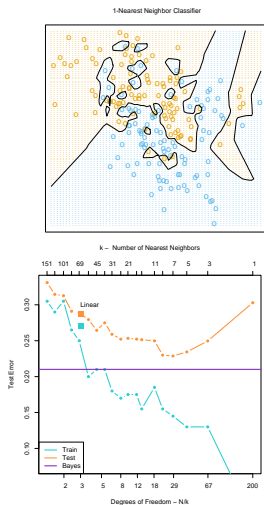 1-Nearest Neighbor Classifier
k − Number of Nearest Neighbors
151 101 69 45 31 21 11 7 5 3 1
Linear
Test Error
0.30
0.25
0.20
0.15
0.10
Train
Test
Bayes
2 3 5 8 12 18 29 67 200
Degrees of Freedom − N/k